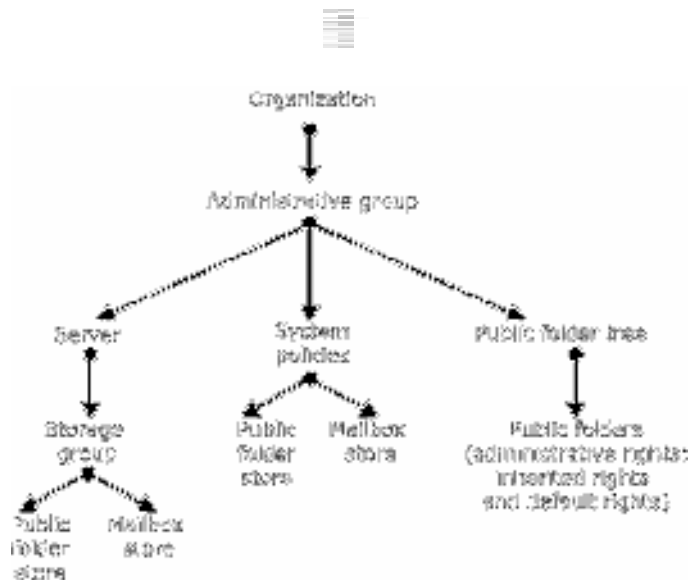 Organization
Administrative group
Server
System
policies
Public folder tree
Storage
group
Public
folder
store
Mailbox
store
Public folders
(administrative rights;
inherited rights
and default rights)
Public
folder
store
Mailbox
store